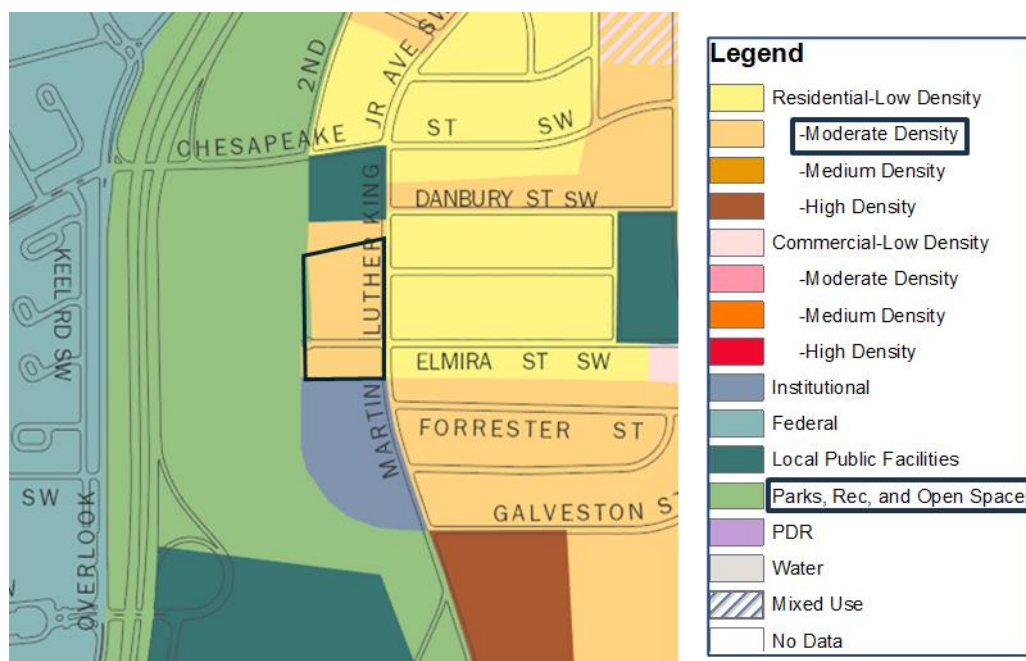 2ND
AVE SW
CHESAPEAKE
ST SW
MARTIN LUTHER KING JR
DANBURY ST SW
KEEL RD SW
ELMIRA ST SW
FORRESTER ST
SW
OVERLOOK
GALVESTON S
Legend
Residential-Low Density
-Moderate Density
-Medium Density
-High Density
Commercial-Low Density
-Moderate Density
-Medium Density
-High Density
Institutional
Federal
Local Public Facilities
Parks, Rec, and Open Space
PDR
Water
Mixed Use
No Data